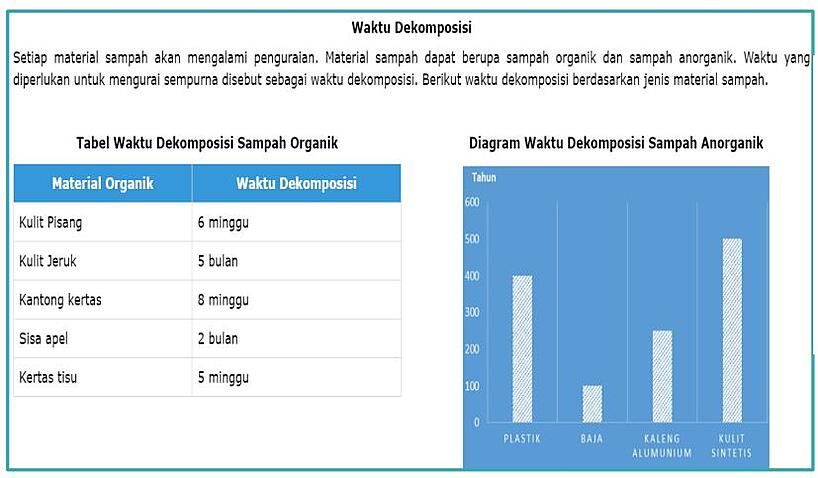 Waktu Dekomposisi
Setiap material sampah akan mengalami penguraian. Material sampah dapat berupa sampah organik dan sampah anorganik. Waktu yang
diperlukan untuk mengurai sempurna disebut sebagai waktu dekomposisi. Berikut waktu dekomposisi berdasarkan jenis material sampah.
Tabel Waktu Dekomposisi Sampah Organik
Material Organik Waktu Dekomposisi
Kulit Pisang 6 minggu
Kulit Jeruk 5 bulan
Kantong kertas 8 minggu
Sisa apel 2 bulan
Kertas tisu 5 minggu
Diagram Waktu Dekomposisi Sampah Anorganik
Tahun
600
500
400
300
200
100
0
PLASTIK BAJA KALENG KULIT
ALUMUNIUM SINTETIS